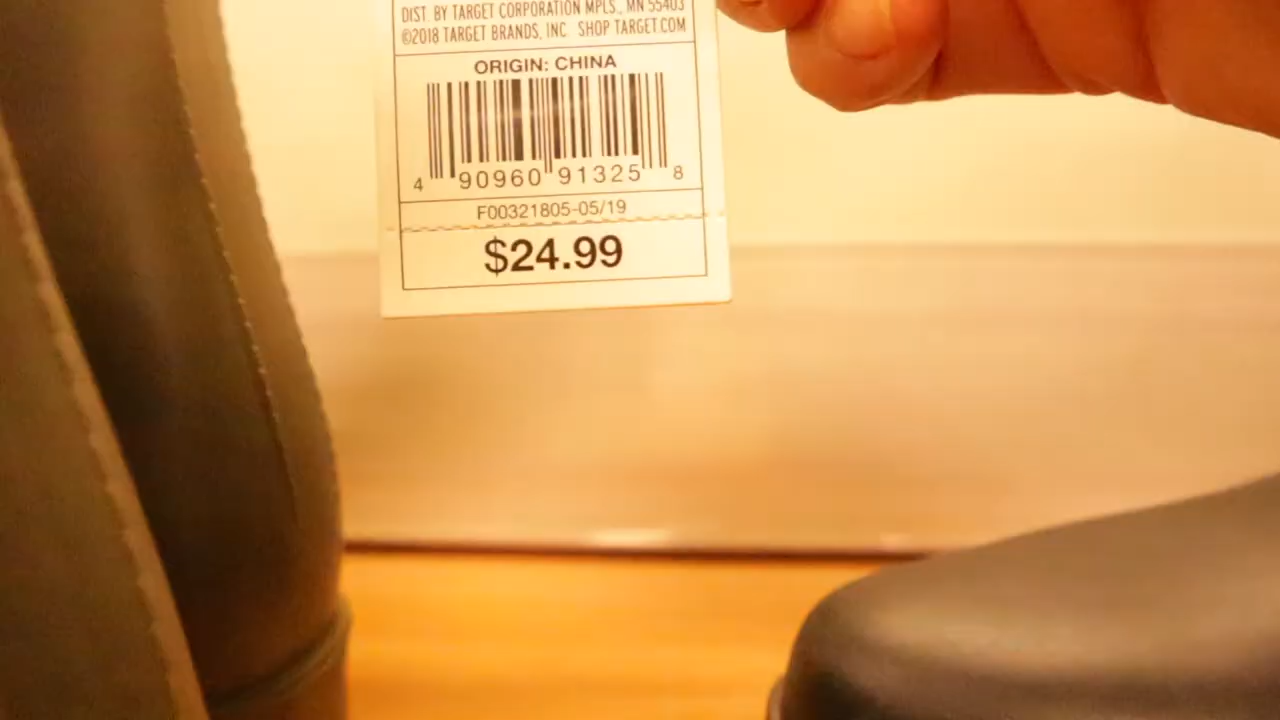 DIST. BY TARGET CORPORATION MPLS., MN 55403
©2018 TARGET BRANDS, INC. SHOP TARGET.COM
ORIGIN: CHINA
4 90960 91325 8
F00321805-05/19
$24.99